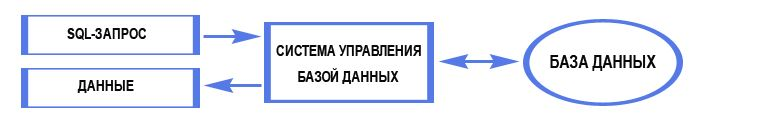 SQL-ЗАПРОС
ДАННЫЕ
СИСТЕМА УПРАВЛЕНИЯ
БАЗОЙ ДАННЫХ
БАЗА ДАННЫХ